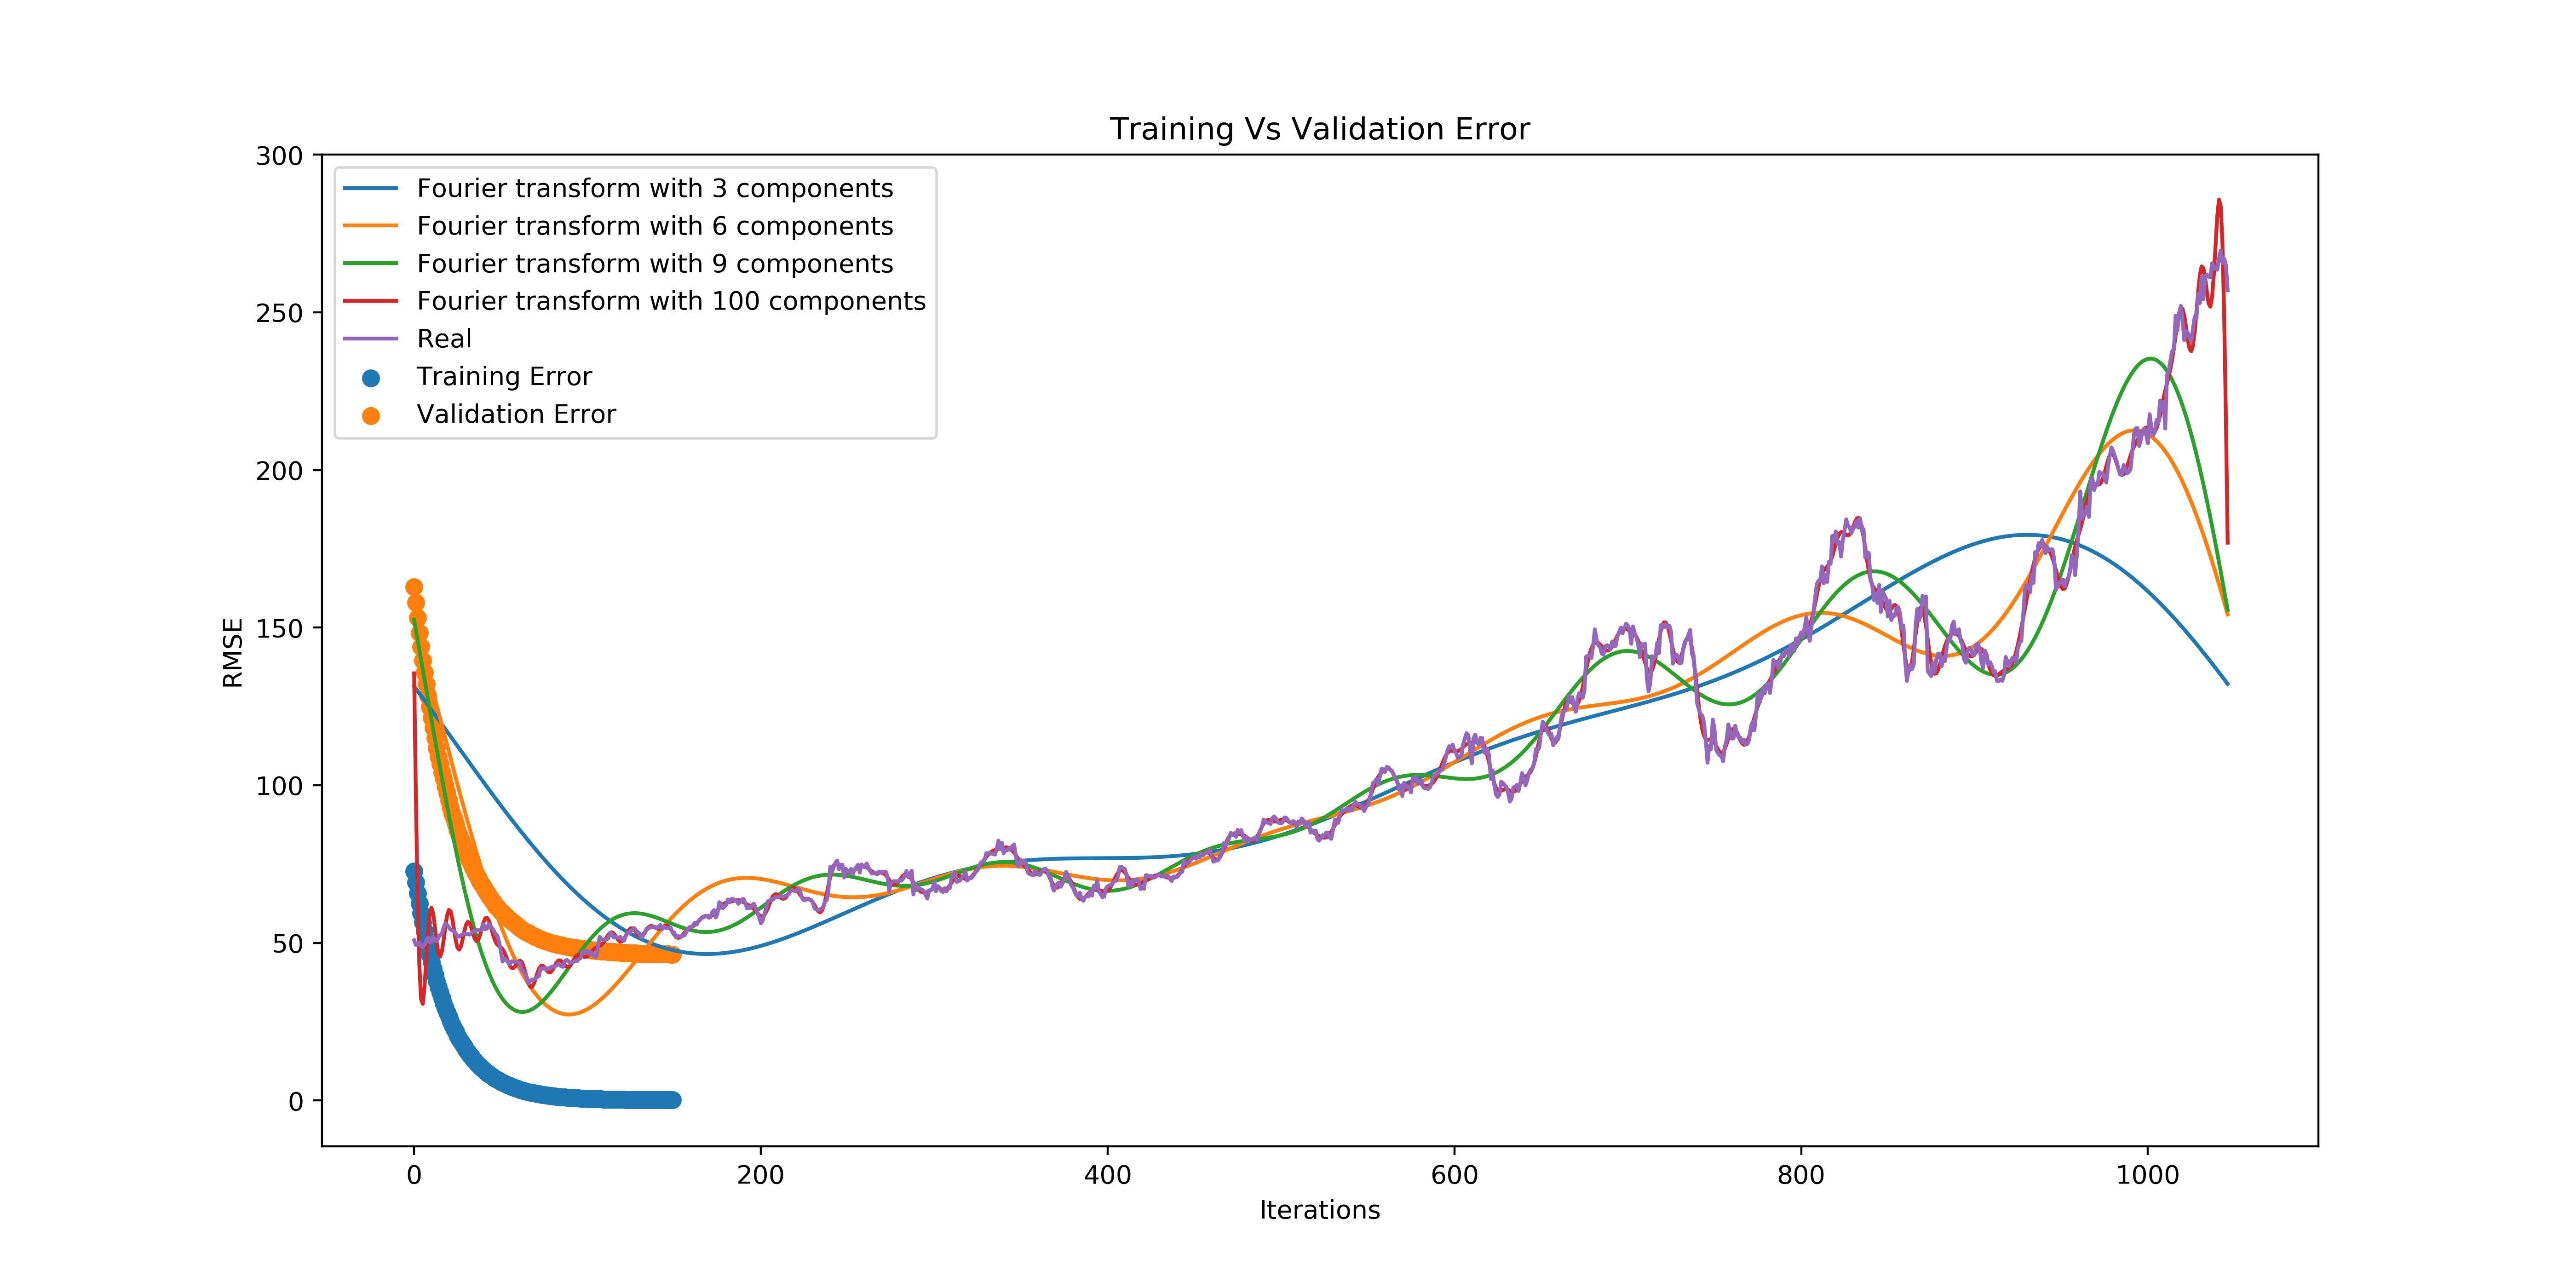 Training Vs Validation Error
300
250
200
150
100
50
0
RMSE
Fourier transform with 3 components
Fourier transform with 6 components
Fourier transform with 9 components
Fourier transform with 100 components
Real
Training Error
Validation Error
0 200 400 600 800 1000
Iterations